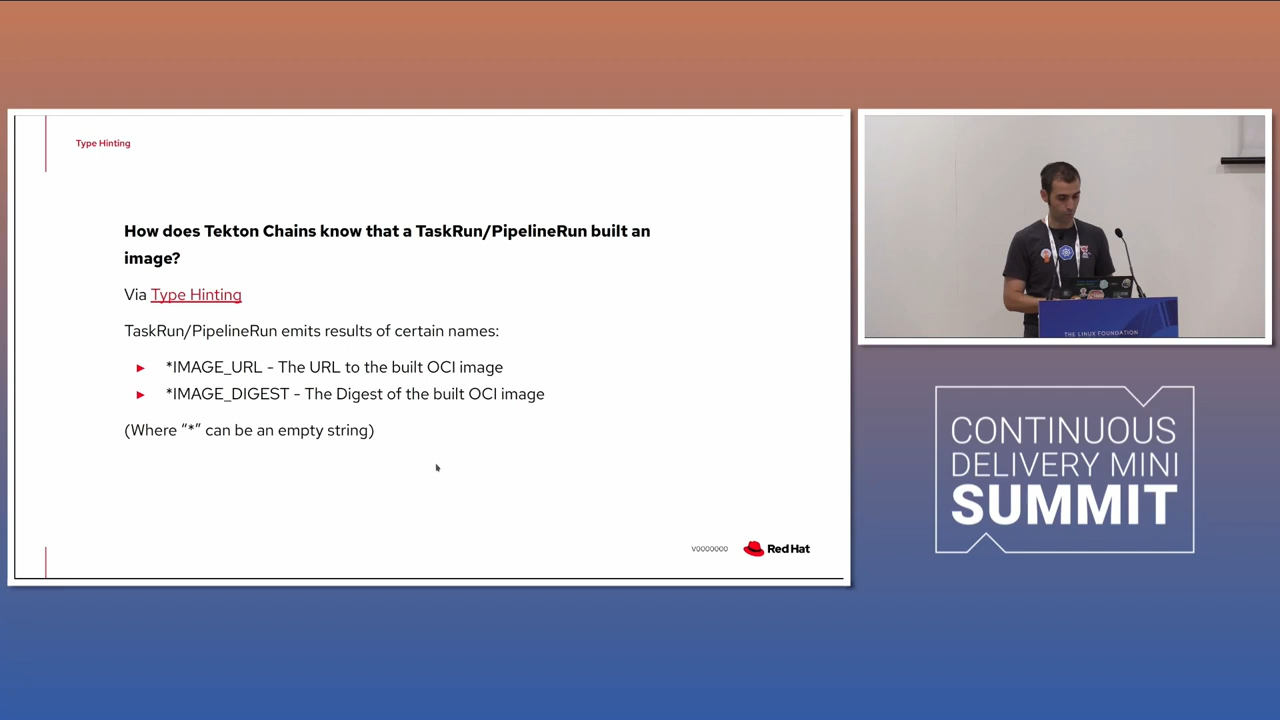 Type Hinting
How does Tekton Chains know that a TaskRun/PipelineRun built an
image?
Via Type Hinting
TaskRun/PipelineRun emits results of certain names:
► *IMAGE_URL - The URL to the built OCI image
► *IMAGE_DIGEST - The Digest of the built OCI image
(Where “*” can be an empty string)
V0000000
Red Hat
THE LINUX FOUNDATION
CONTINUOUS
DELIVERY MINI
SUMMIT